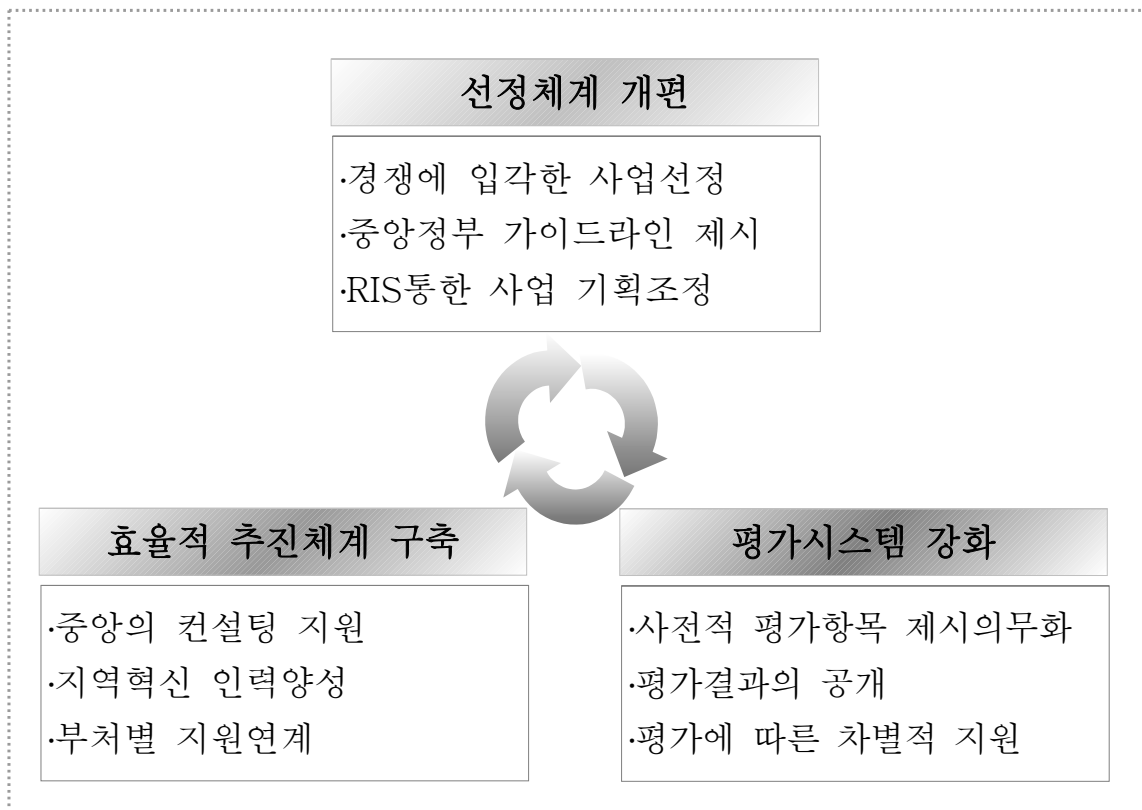 선정체계 개편
·경쟁에 입각한 사업선정
·중앙정부 가이드라인 제시
·RIS통한 사업 기획조정
효율적 추진체계 구축
·중앙의 컨설팅 지원
·지역혁신 인력양성
·부처별 지원연계
평가시스템 강화
·사전적 평가항목 제시의무화
·평가결과의 공개
·평가에 따른 차별적 지원